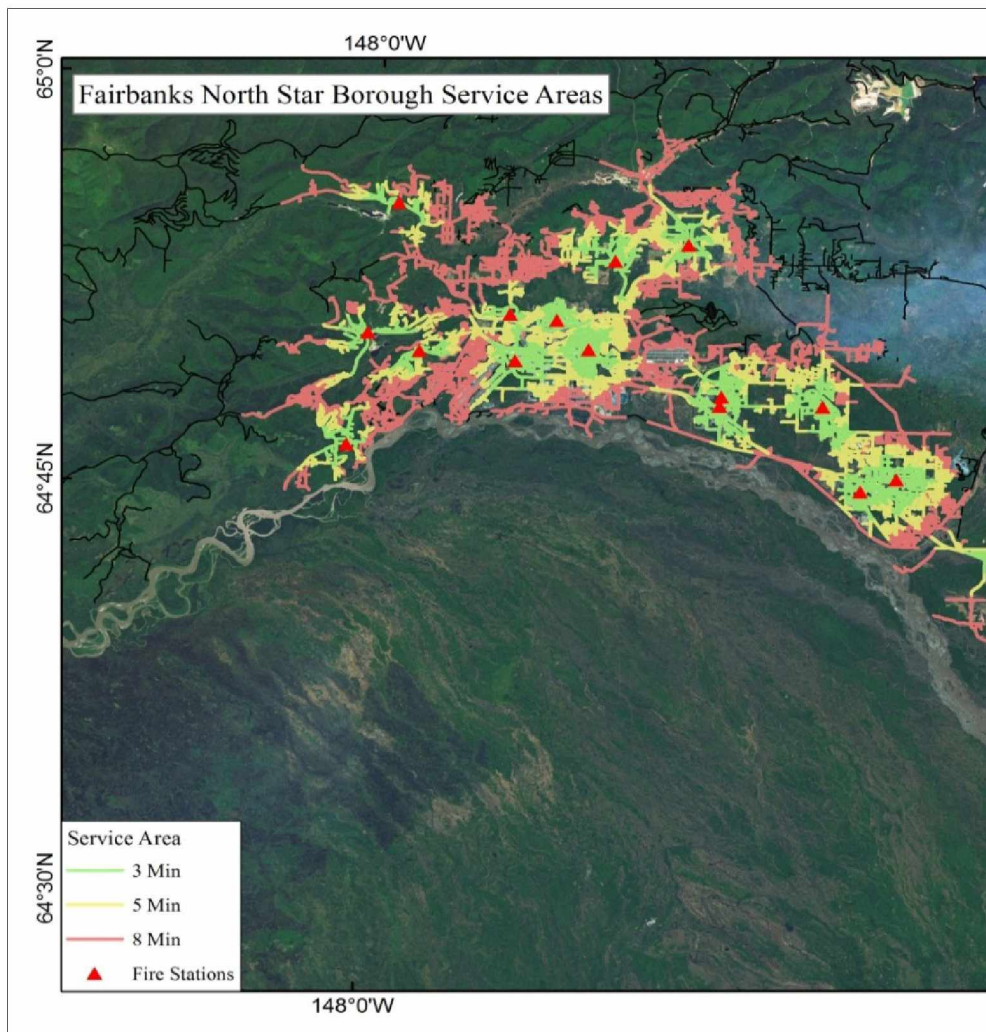 148°0'W
65°0'N
Fairbanks North Star Borough Service Areas
64°45'N
64°30'N
Service Area
3 Min
5 Min
8 Min
Fire Stations
148°0'W